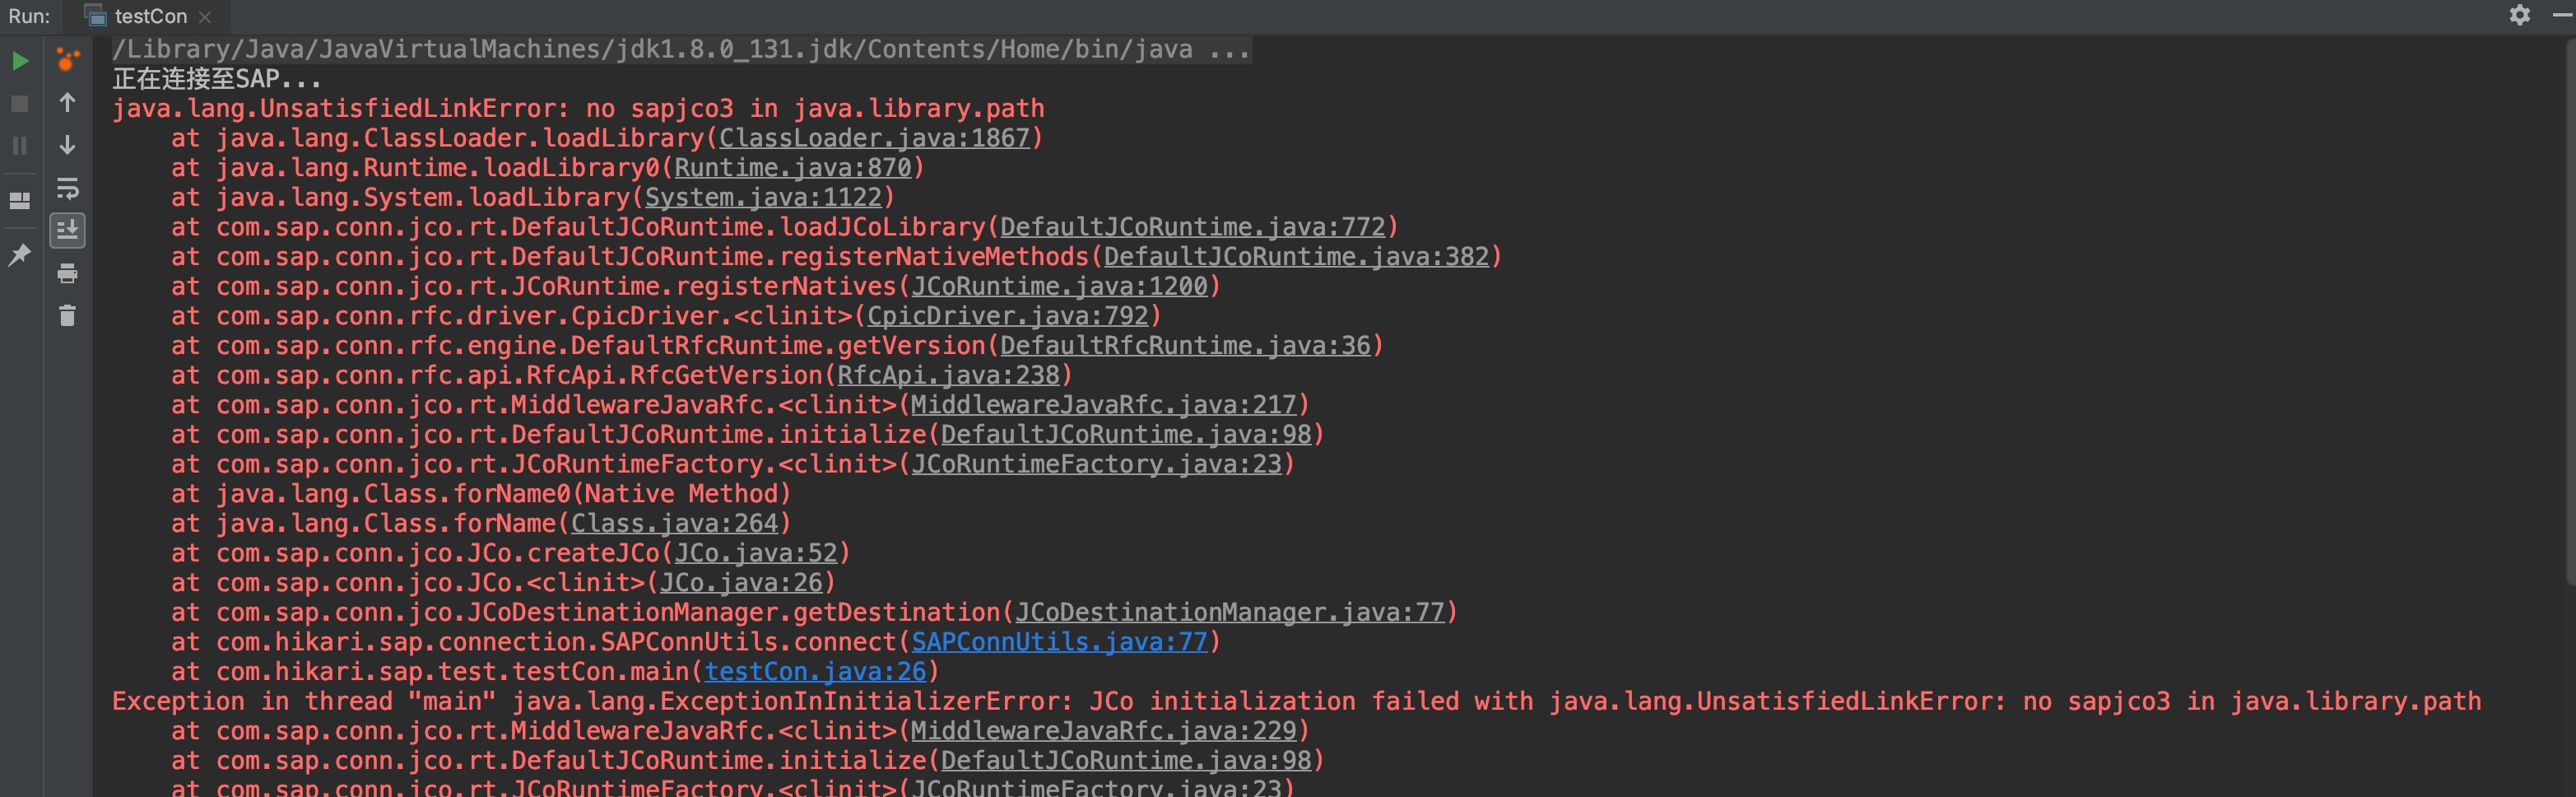 Run: testCon
/Library/Java/JavaVirtualMachines/jdk1.8.0_131.jdk/Contents/Home/bin/java ...
正在连接至SAP...
java.lang.UnsatisfiedLinkError: no sapjco3 in java.library.path
at java.lang.ClassLoader.loadLibrary(ClassLoader.java:1867)
at java.lang.Runtime.loadLibrary0(Runtime.java:870)
at java.lang.System.loadLibrary(System.java:1122)
at com.sap.conn.jco.rt.DefaultJCoRuntime.loadJCoLibrary(DefaultJCoRuntime.java:772)
at com.sap.conn.jco.rt.DefaultJCoRuntime.registerNativeMethods(DefaultJCoRuntime.java:382)
at com.sap.conn.jco.rt.JCoRuntime.registerNatives(JCoRuntime.java:1200)
at com.sap.conn.rfc.driver.CpicDriver.<clinit>(CpicDriver.java:792)
at com.sap.conn.rfc.engine.DefaultRfcRuntime.getVersion(DefaultRfcRuntime.java:36)
at com.sap.conn.rfc.api.RfcApi.RfcGetVersion(RfcApi.java:238)
at com.sap.conn.jco.rt.MiddlewareJavaRfc.<clinit>(MiddlewareJavaRfc.java:217)
at com.sap.conn.jco.rt.DefaultJCoRuntime.initialize(DefaultJCoRuntime.java:98)
at com.sap.conn.jco.rt.JCoRuntimeFactory.<clinit>(JCoRuntimeFactory.java:23)
at java.lang.Class.forName0(Native Method)
at java.lang.Class.forName(Class.java:264)
at com.sap.conn.jco.JCo.createJCo(JCo.java:52)
at com.sap.conn.jco.JCo.<clinit>(JCo.java:26)
at com.sap.conn.jco.JCoDestinationManager.getDestination(JCoDestinationManager.java:77)
at com.hikari.sap.connection.SAPConnUtils.connect(SAPConnUtils.java:77)
at com.hikari.sap.test.testCon.main(testCon.java:26)
Exception in thread "main" java.lang.ExceptionInInitializerError: JCo initialization failed with java.lang.UnsatisfiedLinkError: no sapjco3 in java.library.path
at com.sap.conn.jco.rt.MiddlewareJavaRfc.<clinit>(MiddlewareJavaRfc.java:229)
at com.sap.conn.jco.rt.DefaultJCoRuntime.initialize(DefaultJCoRuntime.java:98)
at com.sap.conn.jco.rt.JCoRuntimeFactory.<clinit>(JCoRuntimeFactory.java:23)